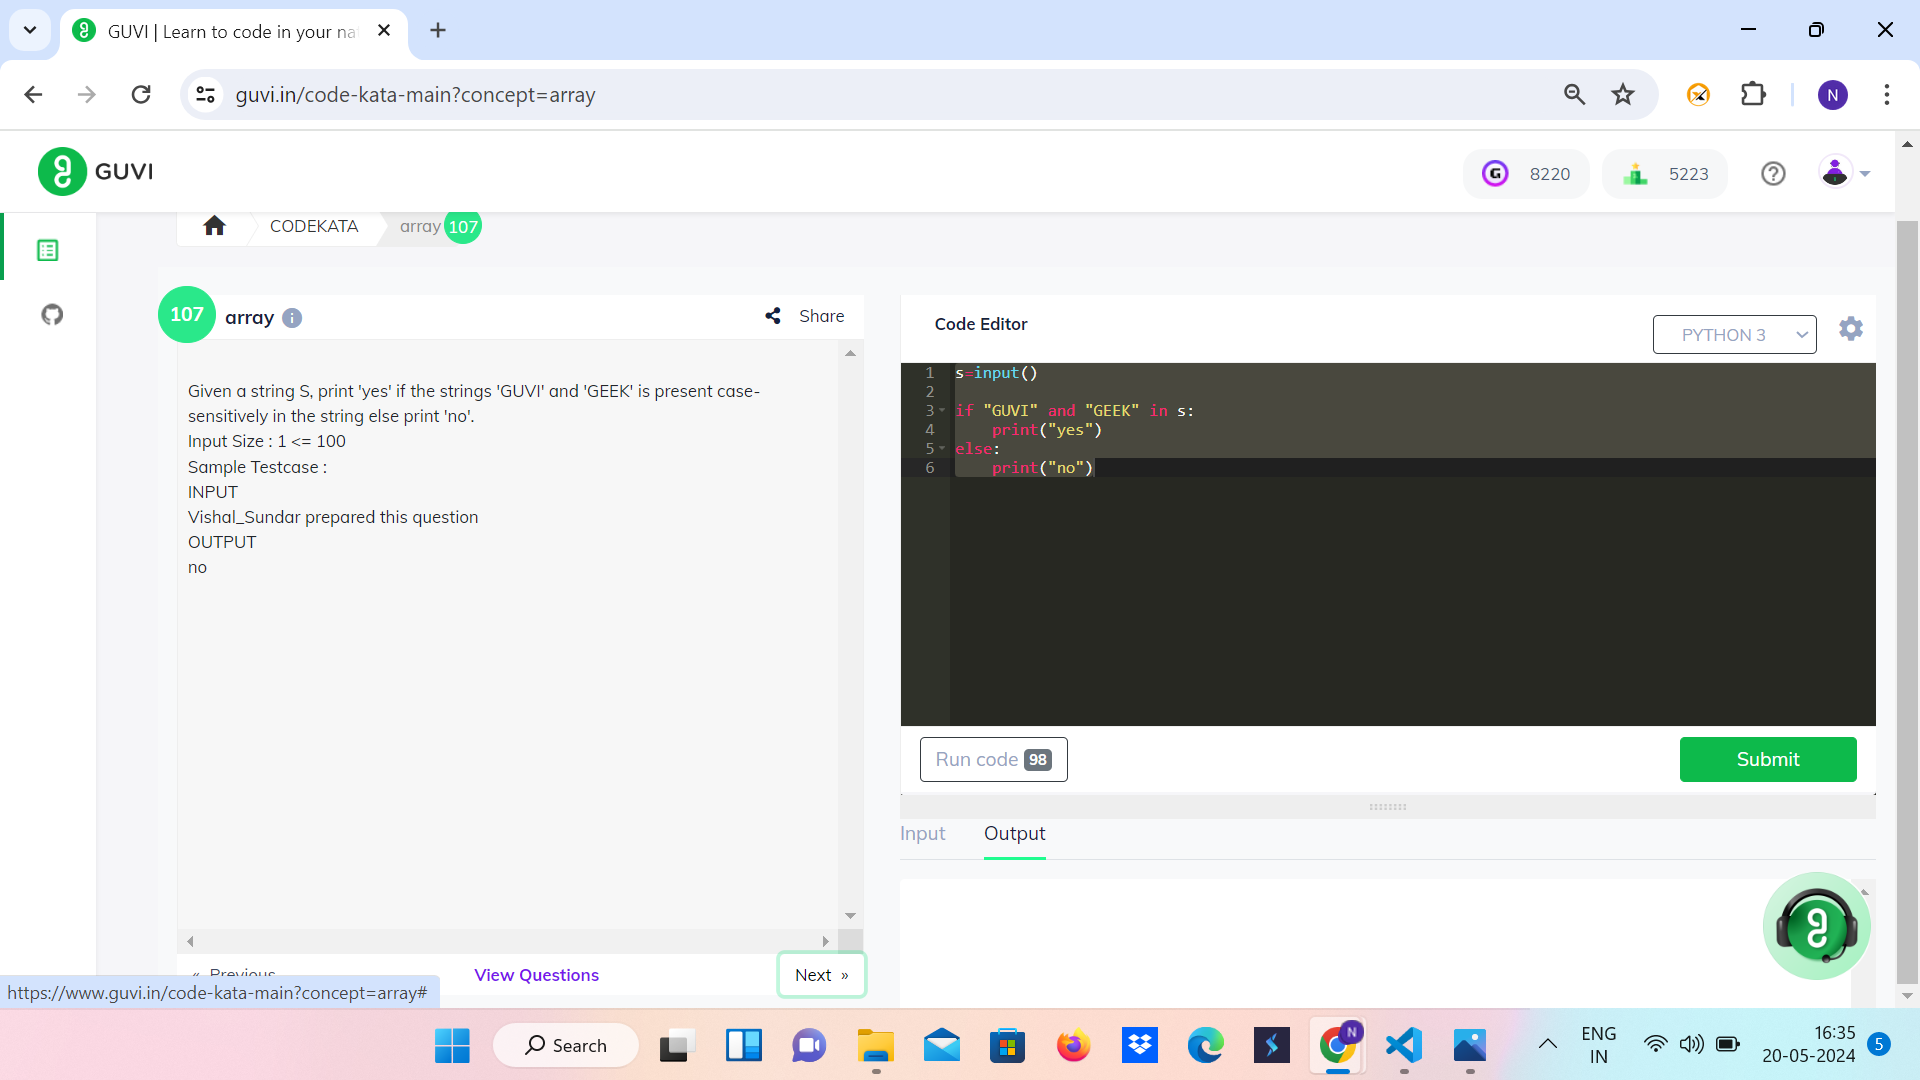 GUVI | Learn to code in your na
guvi.in/code-kata-main?concept=array
N
GUVI
G 8220
5223
CODEKATA
array 107
107 array
Share
Given a string S, print 'yes' if the strings 'GUVI' and 'GEEK' is present case-
sensitively in the string else print 'no'.
Input Size : 1 <= 100
Sample Testcase :
INPUT
Vishal_Sundar prepared this question
OUTPUT
no
« Previous
View Questions
Next »
Code Editor
PYTHON 3
1 s=input()
2
3 if "GUVI" and "GEEK" in s:
4 print("yes")
5 else:
6 print("no")
Run code 98
Submit
Input
Output
https://www.guvi.in/code-kata-main?concept=array#
Search
N
ENG
IN
16:35
20-05-2024
5